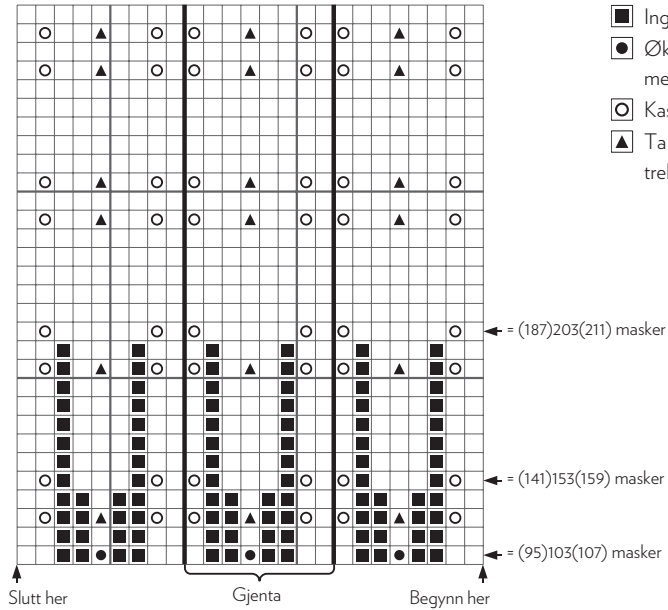 Ing
Øk
me
Kas
Ta
trek
= (187)203(211) masker
= (141)153(159) masker
= (95)103(107) masker
Slutt her
Gjenta
Begynn her